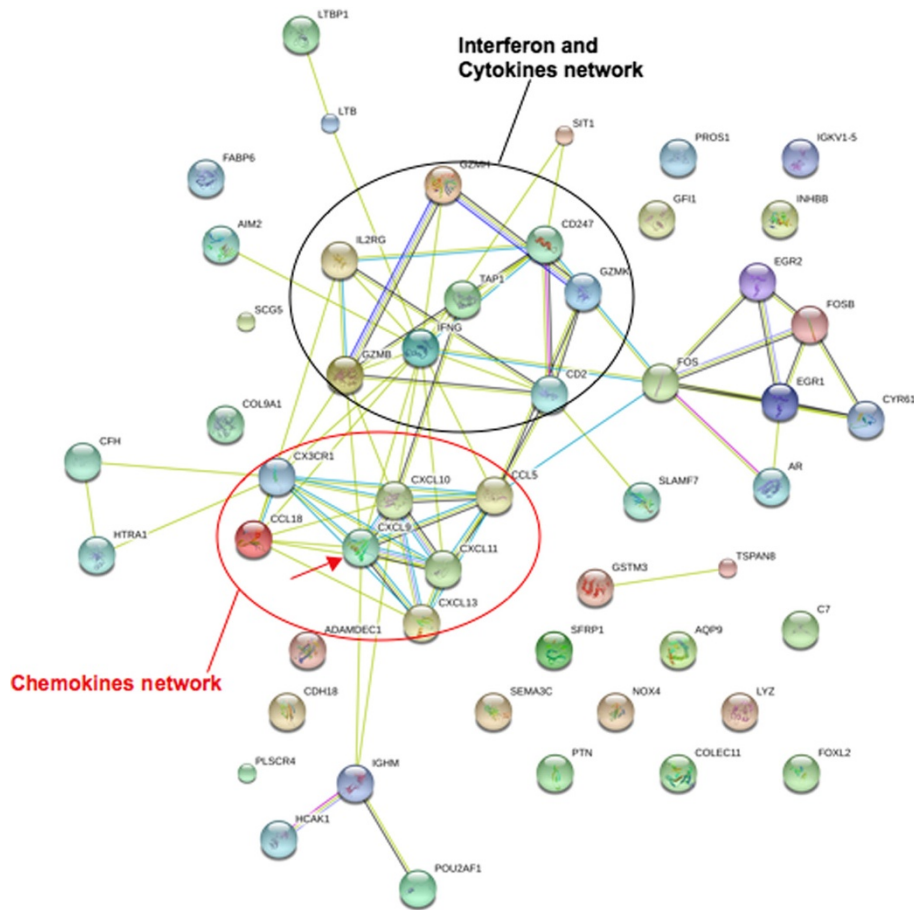 LTBP1
Interferon and
Cytokines network
LTB
SIT1
PROS1
IGKV1-5
FABP6
GZMH
GFI1
INHBB
AIM2
CD247
IL2RG
EGR2
TAP1
GZMK
FOSB
SCG5
IFNG
GZMB
FOS
CD2
EGR1
CYR61
COL9A1
CFH
CX3CR1
CXCL10
CCL5
AR
SLAMF7
CCL18
CXCL9
HTRA1
CXCL11
TSPAN8
GSTM3
CXCL13
C7
ADAMDEC1
SFRP1
AQP9
Chemokines network
CDH18
SEMA3C
NOX4
LYZ
PLSCR4
IGHM
PTN
COLEC11
FOXL2
HCAK1
POU2AF1